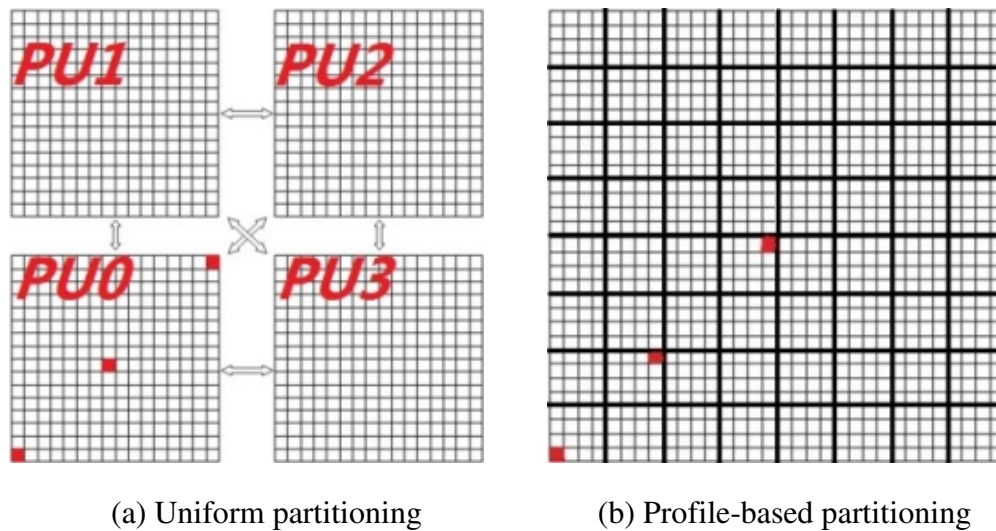 PU1 PU2
PU0 PU3
(a) Uniform partitioning
(b) Profile-based partitioning